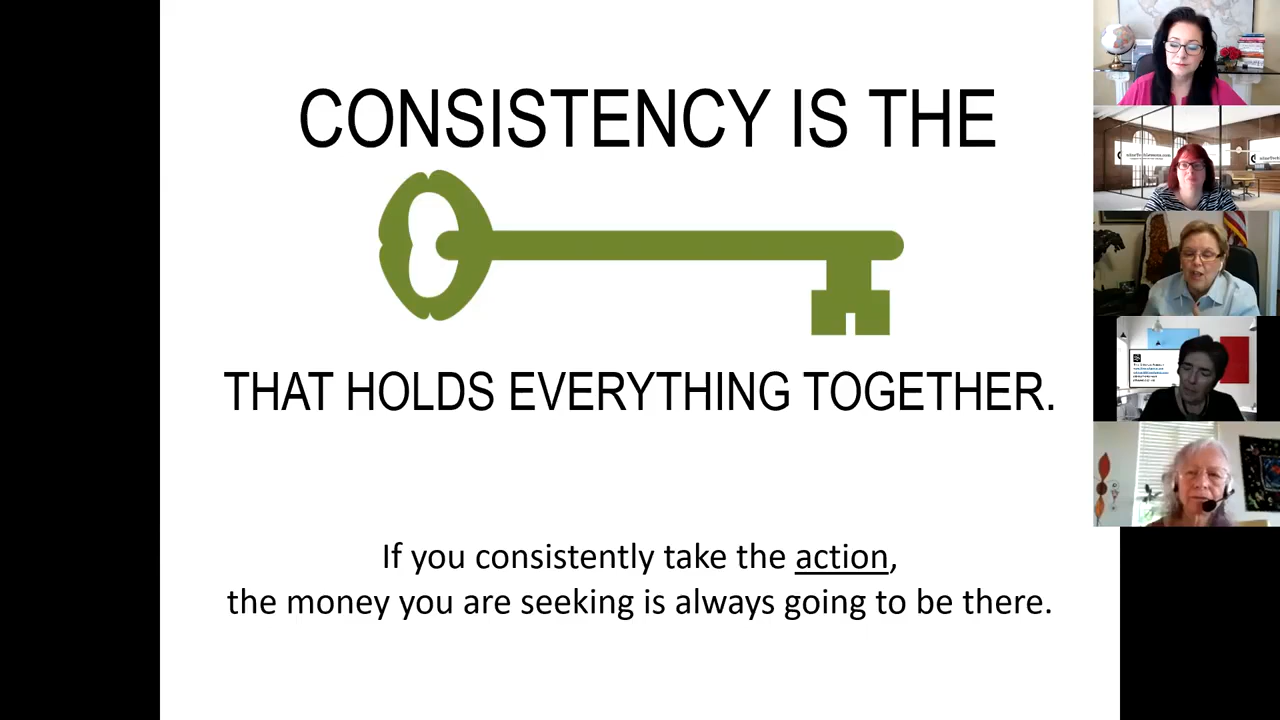 CONSISTENCY IS THE
THAT HOLDS EVERYTHING TOGETHER.
If you consistently take the action,
the money you are seeking is always going to be there.